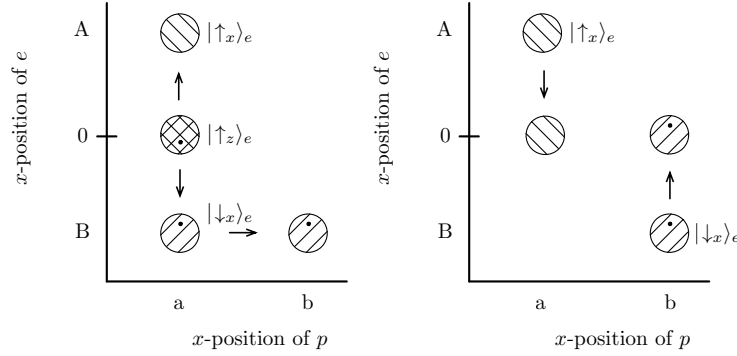 A
|↑x⟩e
x-position of e
0
|↑z⟩e
|↓x⟩e
B
a
b
x-position of p
A
|↑x⟩e
x-position of e
0
B
|↓x⟩e
a
b
x-position of p